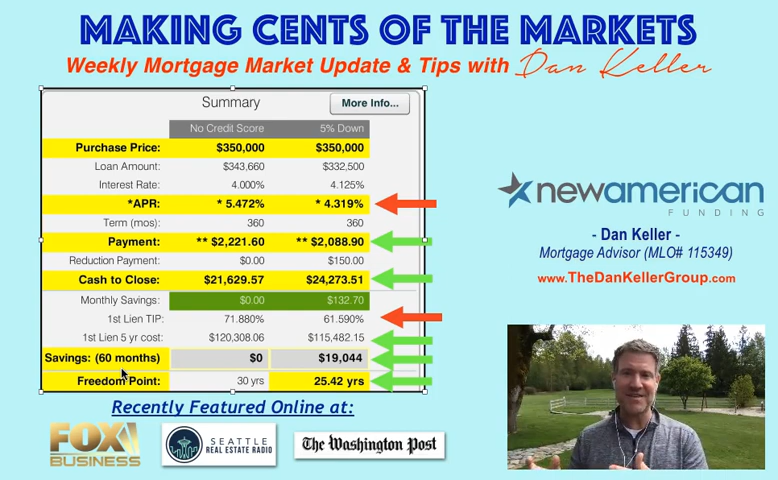 MAKING CENTS OF THE MARKETS
Weekly Mortgage Market Update & Tips with Dan Keller
Summary More Info...
No Credit Score 5% Down
Purchase Price: $350,000 $350,000
Loan Amount: $343,660 $332,500
Interest Rate: 4.000% 4.125%
*APR: * 5.472% * 4.319%
Term (mos): 360 360
Payment: ** $2,221.60 ** $2,088.90
Reduction Payment: $0.00 $150.00
Cash to Close: $21,629.57 $24,273.51
Monthly Savings: $0.00 $132.70
1st Lien TIP: 71.880% 61.590%
1st Lien 5 yr cost: $120,308.06 $115,482.15
Savings: (60 months) $0 $19,044
Freedom Point: 30 yrs 25.42 yrs
newamerican
FUNDING
- Dan Keller -
Mortgage Advisor (MLO# 115349)
www.TheDanKellerGroup.com
Recently Featured Online at:
FOX
BUSINESS
SEATTLE
REAL ESTATE RADIO
The Washington Post